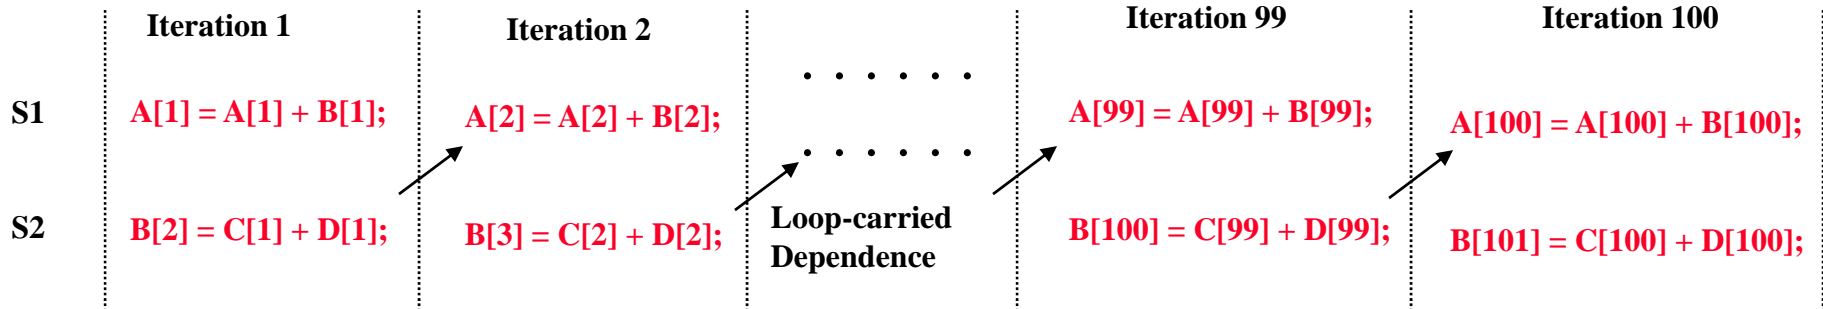 Iteration 1 Iteration 2 Iteration 99 Iteration 100
. . . . . .
S1 A[1] = A[1] + B[1]; A[2] = A[2] + B[2]; A[99] = A[99] + B[99]; A[100] = A[100] + B[100];
. . . . . .
S2 B[2] = C[1] + D[1]; B[3] = C[2] + D[2]; Loop-carried B[100] = C[99] + D[99]; B[101] = C[100] + D[100];
Dependence